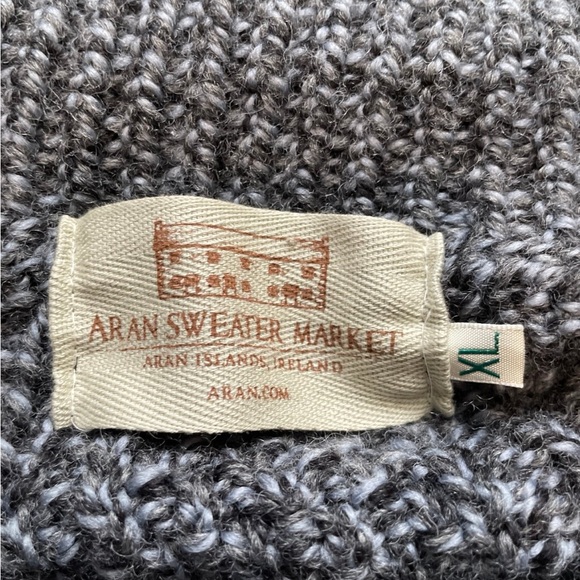 ARAN SWEATER MARKET
ARAN ISLANDS, IRELAND
ARAN.COM
XL